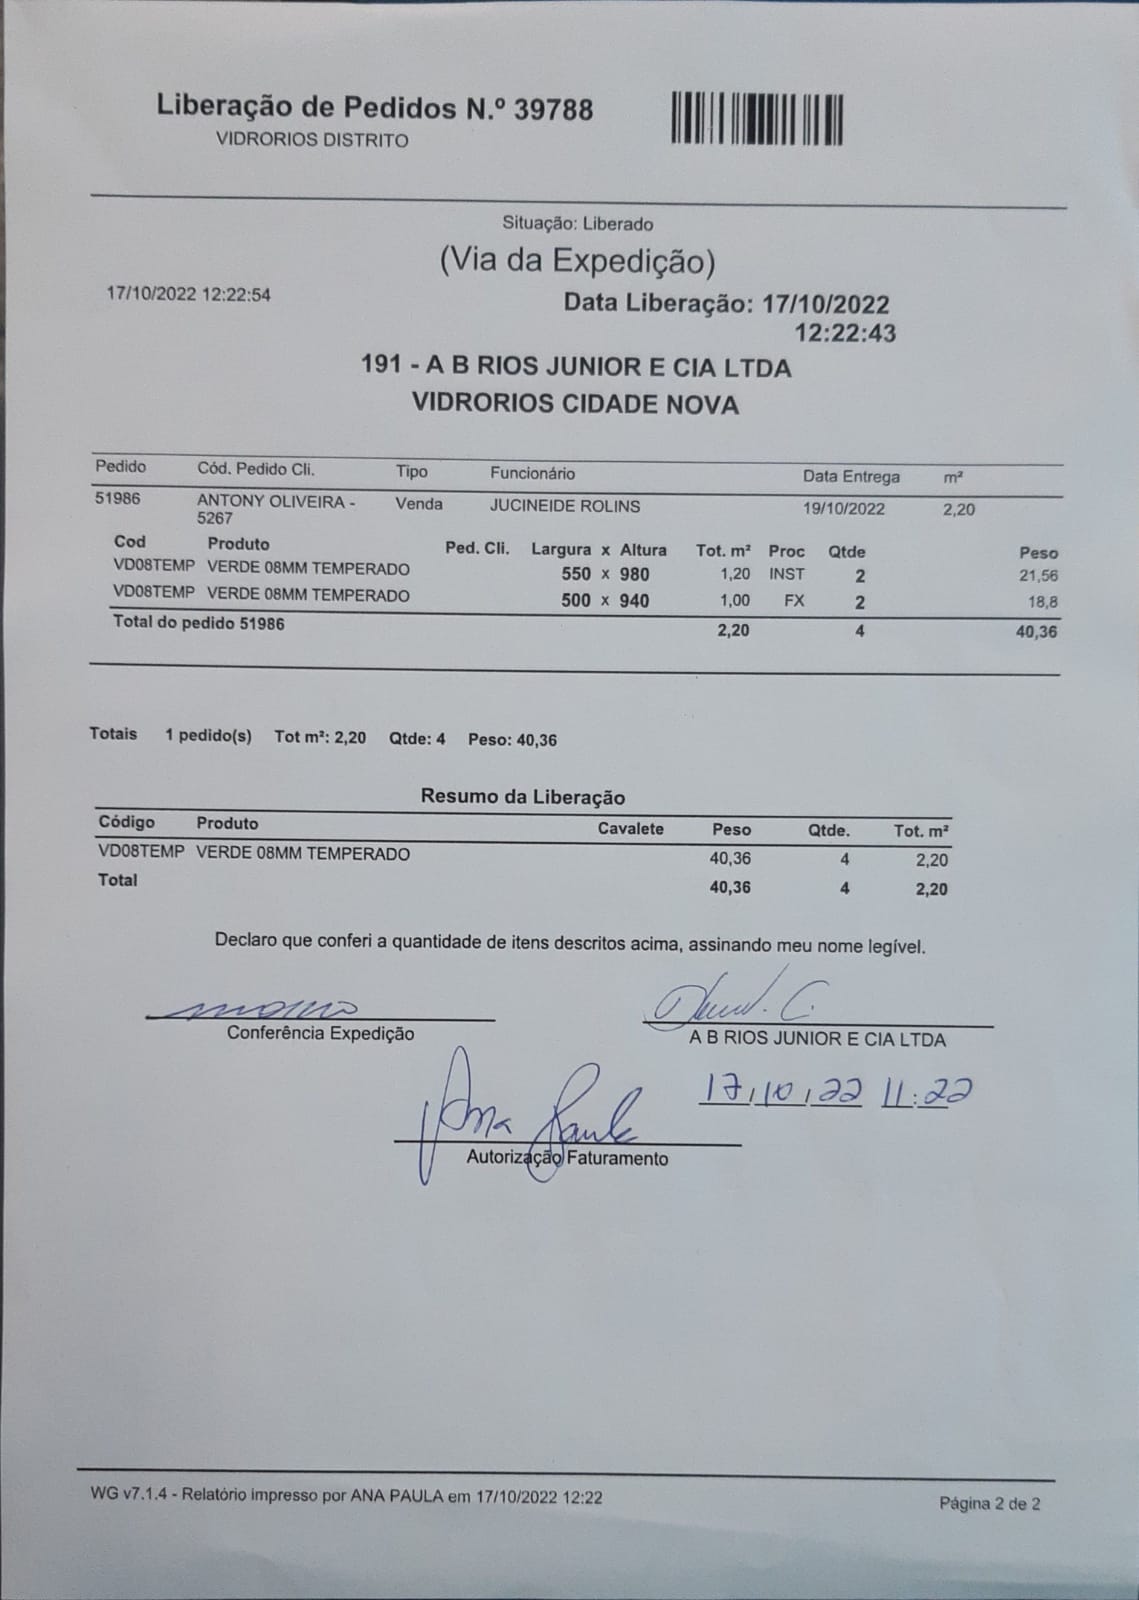 Liberação de Pedidos N.º 39788
VIDRORIOS DISTRITO
Situação: Liberado
(Via da Expedição)
17/10/2022 12:22:54
Data Liberação: 17/10/2022
12:22:43
191 - A B RIOS JUNIOR E CIA LTDA
VIDRORIOS CIDADE NOVA
Pedido Cód. Pedido Cli. Tipo Funcionário Data Entrega m²
51986 ANTONY OLIVEIRA - Venda JUCINEIDE ROLINS 19/10/2022 2,20
5267
Cod Produto Ped. Cli. Largura x Altura Tot. m² Proc Qtde Peso
VD08TEMP VERDE 08MM TEMPERADO 550 x 980 1,20 INST 2 21,56
VD08TEMP VERDE 08MM TEMPERADO 500 x 940 1,00 FX 2 18,8
Total do pedido 51986 2,20 4 40,36
Totais 1 pedido(s) Tot m²: 2,20 Qtde: 4 Peso: 40,36
Resumo da Liberação
Código Produto Cavalete Peso Qtde. Tot. m²
VD08TEMP VERDE 08MM TEMPERADO 40,36 4 2,20
Total 40,36 4 2,20
Declaro que conferi a quantidade de itens descritos acima, assinando meu nome legível.
Conferência Expedição
A B RIOS JUNIOR E CIA LTDA
17/10/22 11:22
Ana Paula
Autorização Faturamento
WG v7.1.4 - Relatório impresso por ANA PAULA em 17/10/2022 12:22
Página 2 de 2